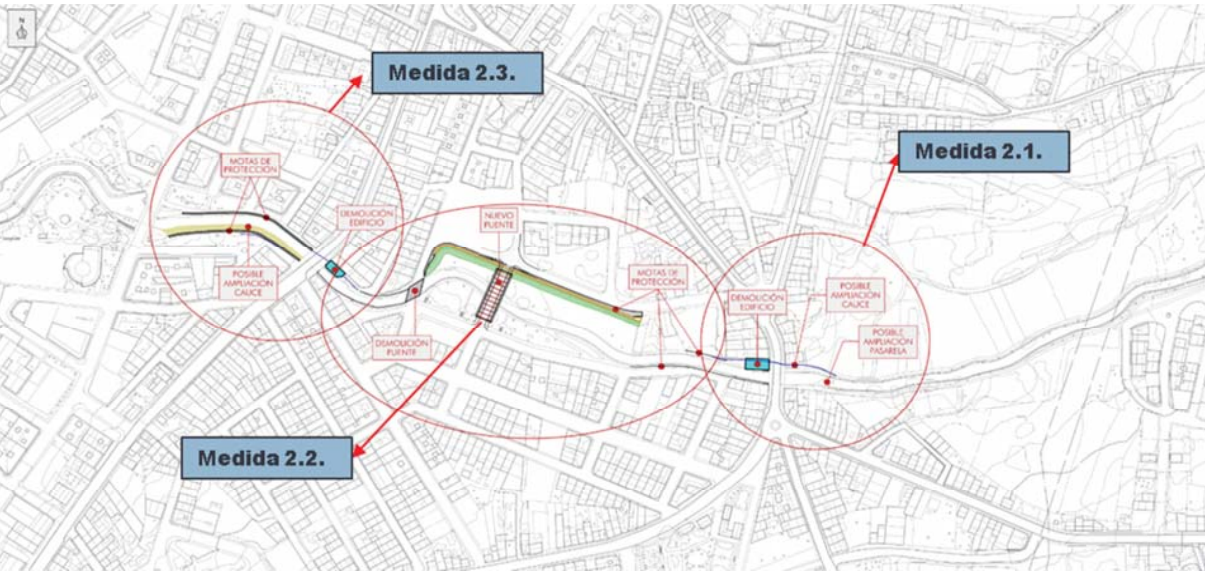 N
Medida 2.3.
Medida 2.1.
MOTAS DE
PROTECCIÓN
DEMOLICIÓN
EDIFICIO
NUEVO
PUENTE
POSIBLE
AMPLIACIÓN
CAUCE
MOTAS DE
PROTECCIÓN
DEMOLICIÓN
EDIFICIO
POSIBLE
AMPLIACIÓN
CAUCE
POSIBLE
AMPLIACIÓN
PASARELA
DEMOLICIÓN
PUENTE
Medida 2.2.